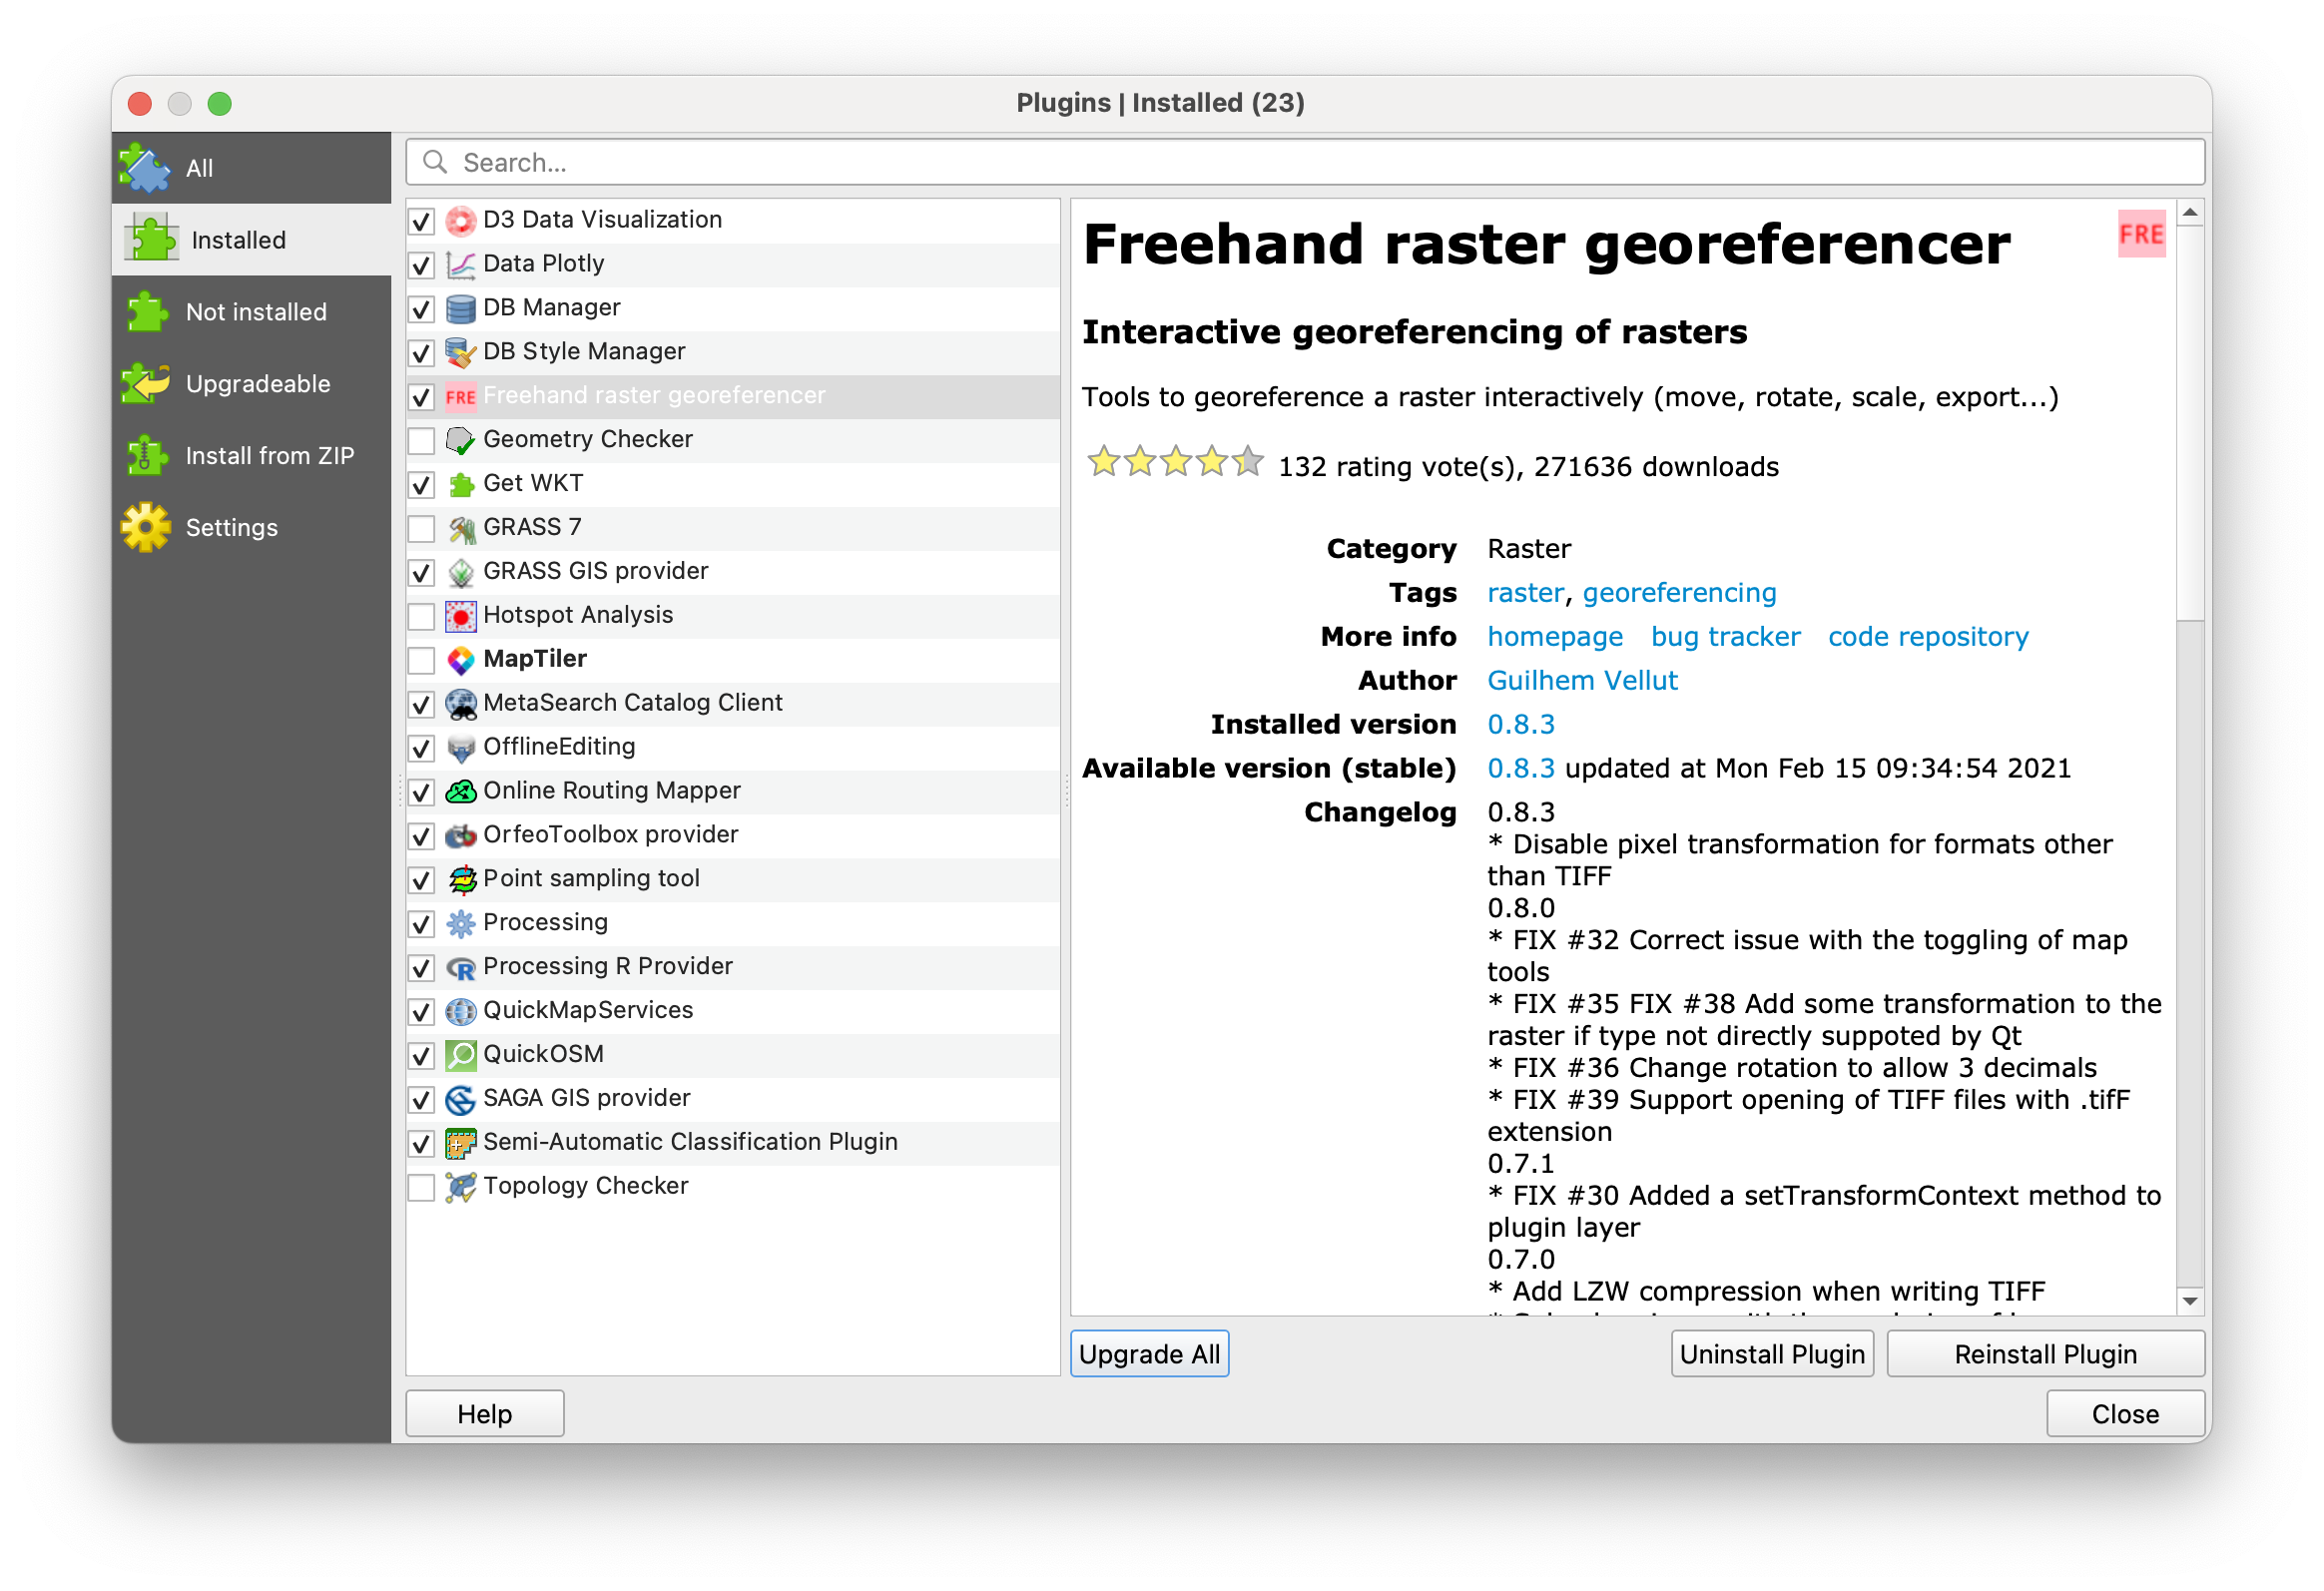 Plugins | Installed (23)
All
Installed
Not installed
Upgradeable
Install from ZIP
Settings
Search...
D3 Data Visualization
Data Plotly
DB Manager
DB Style Manager
FRE Freehand raster georeferencer
Geometry Checker
Get WKT
GRASS 7
GRASS GIS provider
Hotspot Analysis
MapTiler
MetaSearch Catalog Client
OfflineEditing
Online Routing Mapper
OrfeoToolbox provider
Point sampling tool
Processing
Processing R Provider
QuickMapServices
QuickOSM
SAGA GIS provider
Semi-Automatic Classification Plugin
Topology Checker
Freehand raster georeferencer FRE
Interactive georeferencing of rasters
Tools to georeference a raster interactively (move, rotate, scale, export...)
132 rating vote(s), 271636 downloads
Category Raster
Tags raster, georeferencing
More info homepage bug tracker code repository
Author Guilhem Vellut
Installed version 0.8.3
Available version (stable) 0.8.3 updated at Mon Feb 15 09:34:54 2021
Changelog 0.8.3
* Disable pixel transformation for formats other
than TIFF
0.8.0
* FIX #32 Correct issue with the toggling of map
tools
* FIX #35 FIX #38 Add some transformation to the
raster if type not directly suppoted by Qt
* FIX #36 Change rotation to allow 3 decimals
* FIX #39 Support opening of TIFF files with .tifF
extension
0.7.1
* FIX #30 Added a setTransformContext method to
plugin layer
0.7.0
* Add LZW compression when writing TIFF
Upgrade All
Uninstall Plugin
Reinstall Plugin
Help
Close